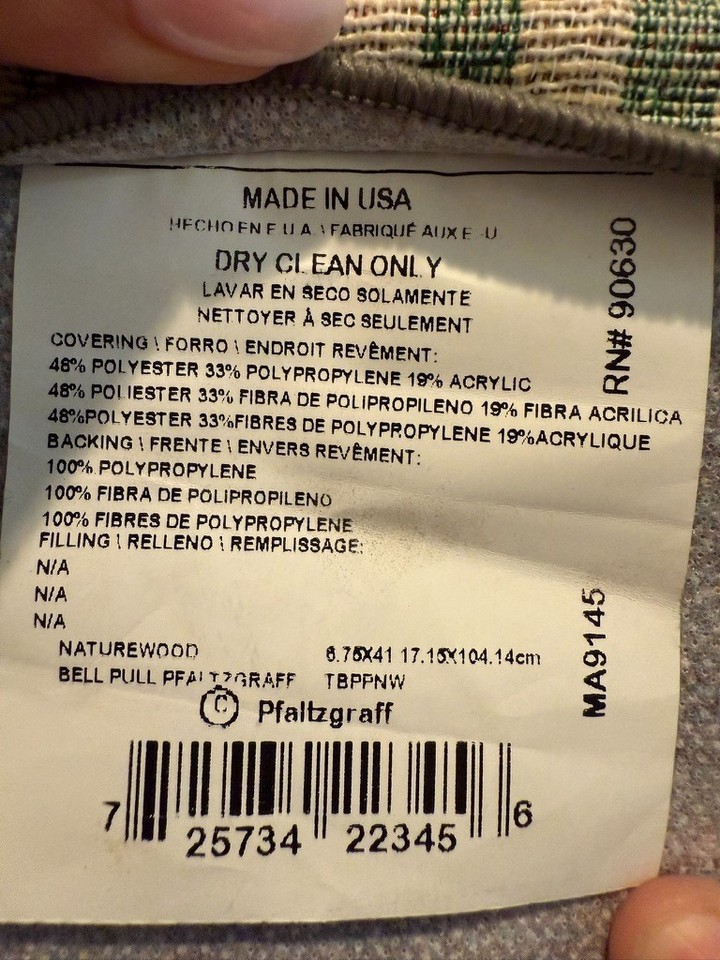 MADE IN USA
HECHO EN E U A \ FABRIQUÉ AUX E-U
DRY CLEAN ONLY
LAVAR EN SECO SOLAMENTE
NETTOYER À SEC SEULEMENT
RN# 90630
COVERING \ FORRO \ ENDROIT REVÊMENT:
48% POLYESTER 33% POLYPROPYLENE 19% ACRYLIC
48% POLIESTER 33% FIBRA DE POLIPROPILENO 19% FIBRA ACRILICA
48%POLYESTER 33%FIBRES DE POLYPROPYLENE 19%ACRYLIQUE
BACKING \ FRENTE \ ENVERS REVÊMENT:
100% POLYPROPYLENE
100% FIBRA DE POLIPROPILENO
100% FIBRES DE POLYPROPYLENE
FILLING \ RELLENO \ REMPLISSAGE:
N/A
N/A
N/A
MA9145
NATUREWOOD 6.75X41 17.15X104.14cm
BELL PULL PFALTZGRAFF TBPPNW
© Pfaltzgraff
7 25734 22345 6